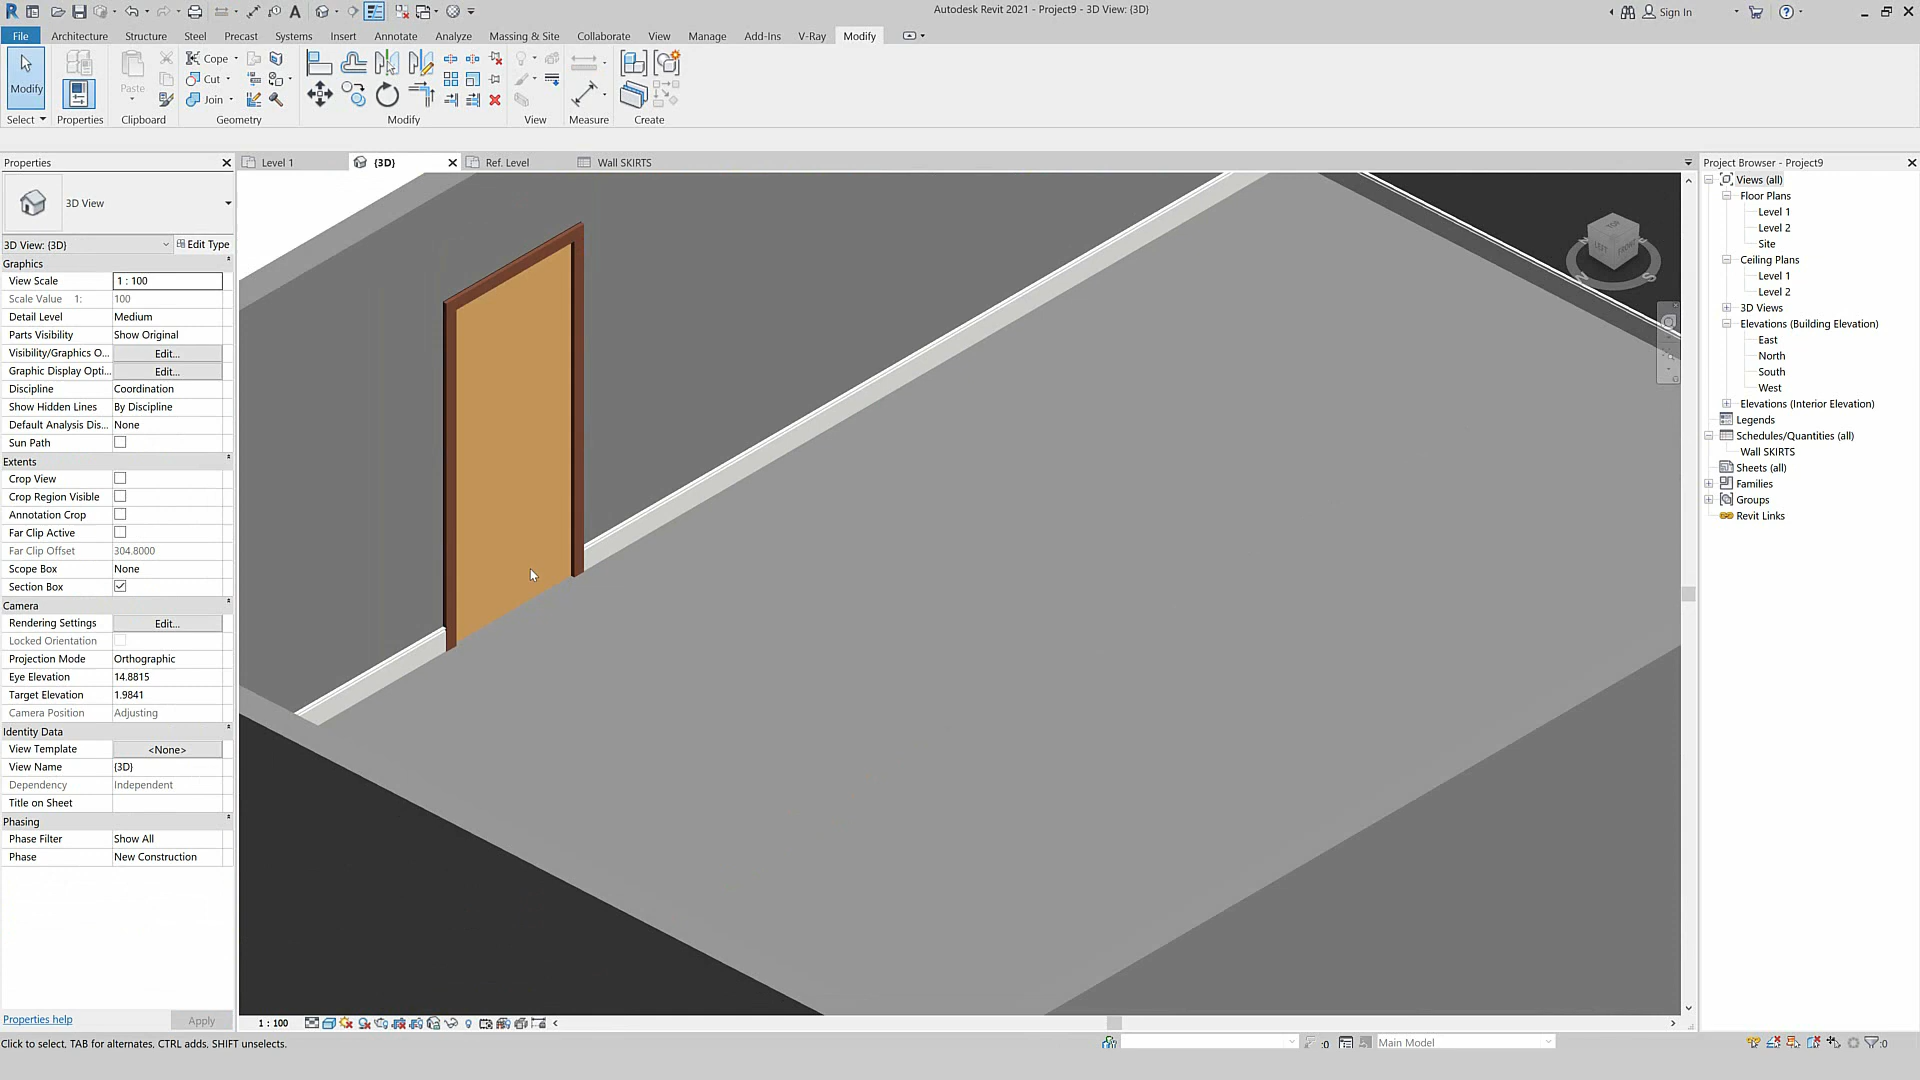 Autodesk Revit 2021 - Project9 - 3D View: {3D}
Sign In
File Architecture Structure Steel Precast Systems Insert Annotate Analyze Massing & Site Collaborate View Manage Add-Ins V-Ray Modify
Modify
Paste
Cope
Cut
Join
Select Properties Clipboard Geometry Modify View Measure Create
Properties
Level 1 {3D} Ref. Level Wall SKIRTS
3D View
3D View: {3D} Edit Type
Graphics
View Scale 1 : 100
Scale Value 1: 100
Detail Level Medium
Parts Visibility Show Original
Visibility/Graphics O... Edit...
Graphic Display Opti... Edit...
Discipline Coordination
Show Hidden Lines By Discipline
Default Analysis Dis... None
Sun Path
Extents
Crop View
Crop Region Visible
Annotation Crop
Far Clip Active
Far Clip Offset 304.8000
Scope Box None
Section Box
Camera
Rendering Settings Edit...
Locked Orientation
Projection Mode Orthographic
Eye Elevation 14.8815
Target Elevation 1.9841
Camera Position Adjusting
Identity Data
View Template <None>
View Name {3D}
Dependency Independent
Title on Sheet
Phasing
Phase Filter Show All
Phase New Construction
Properties help Apply
TOP
LEFT FRONT
S
Project Browser - Project9
Views (all)
Floor Plans
Level 1
Level 2
Site
Ceiling Plans
Level 1
Level 2
3D Views
Elevations (Building Elevation)
East
North
South
West
Elevations (Interior Elevation)
Legends
Schedules/Quantities (all)
Wall SKIRTS
Sheets (all)
Families
Groups
Revit Links
1 : 100
Click to select, TAB for alternates, CTRL adds, SHIFT unselects.
:0 Main Model :0